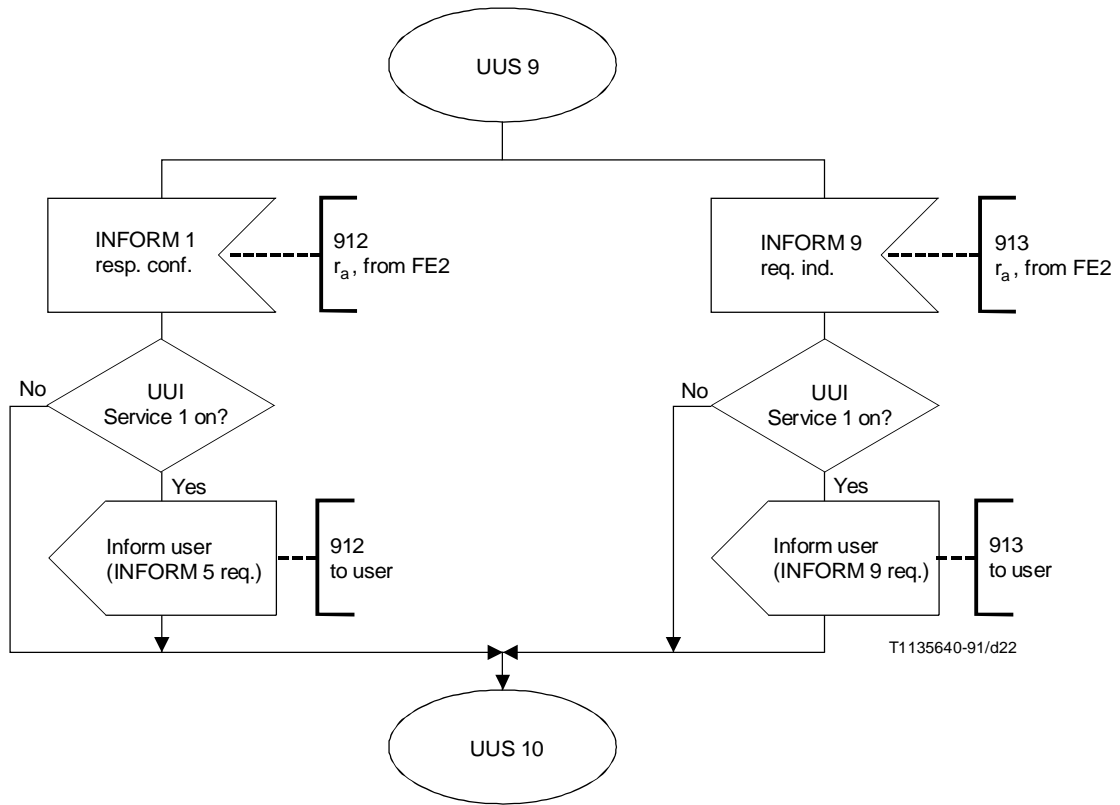 UUS 9
INFORM 1
resp. conf.
912
ra, from FE2
INFORM 9
req. ind.
913
ra, from FE2
No
UUI
Service 1 on?
Yes
No
UUI
Service 1 on?
Yes
Inform user
(INFORM 5 req.)
912
to user
Inform user
(INFORM 9 req.)
913
to user
T1135640-91/d22
UUS 10